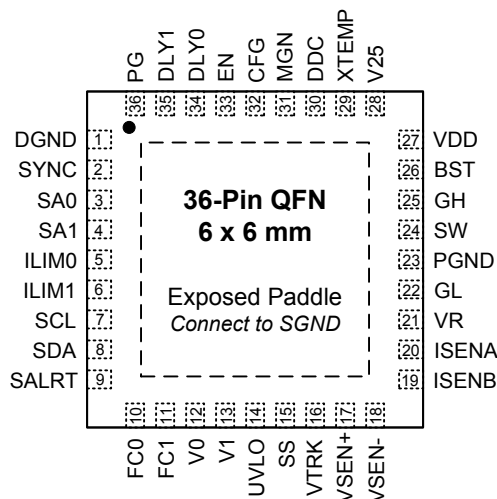 PG DLY1 DLY0 EN CFG MGN DDC XTEMP V25
36 35 34 33 32 31 30 29 28
DGND 1
SYNC 2
SA0 3
SA1 4
ILIM0 5
ILIM1 6
SCL 7
SDA 8
SALRT 9
36-Pin QFN
6 x 6 mm
Exposed Paddle
Connect to SGND
27 VDD
26 BST
25 GH
24 SW
23 PGND
22 GL
21 VR
20 ISENA
19 ISENB
10 11 12 13 14 15 16 17 18
FC0 FC1 V0 V1 UVLO SS VTRK VSEN+ VSEN-